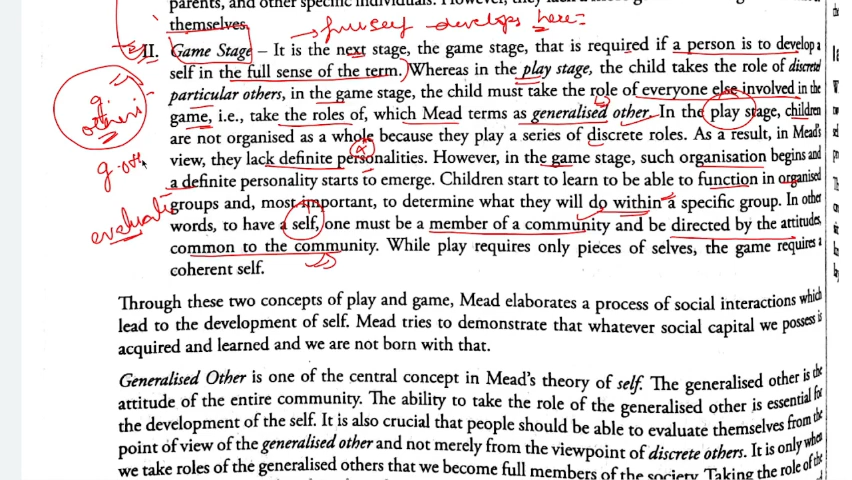 parents, and other specific individuals.
themselves. → fullself develops here:
II. Game Stage – It is the next stage, the game stage, that is required if a person is to develop a
self in the full sense of the term. Whereas in the play stage, the child takes the role of discrete
particular others, in the game stage, the child must take the role of everyone else involved in the
game, i.e., take the roles of, which Mead terms as generalised other. In the play stage, children
are not organised as a whole because they play a series of discrete roles. As a result, in Mead's
view, they lack definite personalities. However, in the game stage, such organisation begins and
a definite personality starts to emerge. Children start to learn to be able to function in organised
groups and, most important, to determine what they will do within a specific group. In other
words, to have a self, one must be a member of a community and be directed by the attitudes
common to the community. While play requires only pieces of selves, the game requires a
coherent self.
g.
others
g. oth
evaluate
Through these two concepts of play and game, Mead elaborates a process of social interactions which
lead to the development of self. Mead tries to demonstrate that whatever social capital we possess is
acquired and learned and we are not born with that.
Generalised Other is one of the central concept in Mead's theory of self. The generalised other is the
attitude of the entire community. The ability to take the role of the generalised other is essential for
the development of the self. It is also crucial that people should be able to evaluate themselves from the
point of view of the generalised other and not merely from the viewpoint of discrete others. It is only when
we take roles of the generalised others that we become full members of the society. Taking the role of the